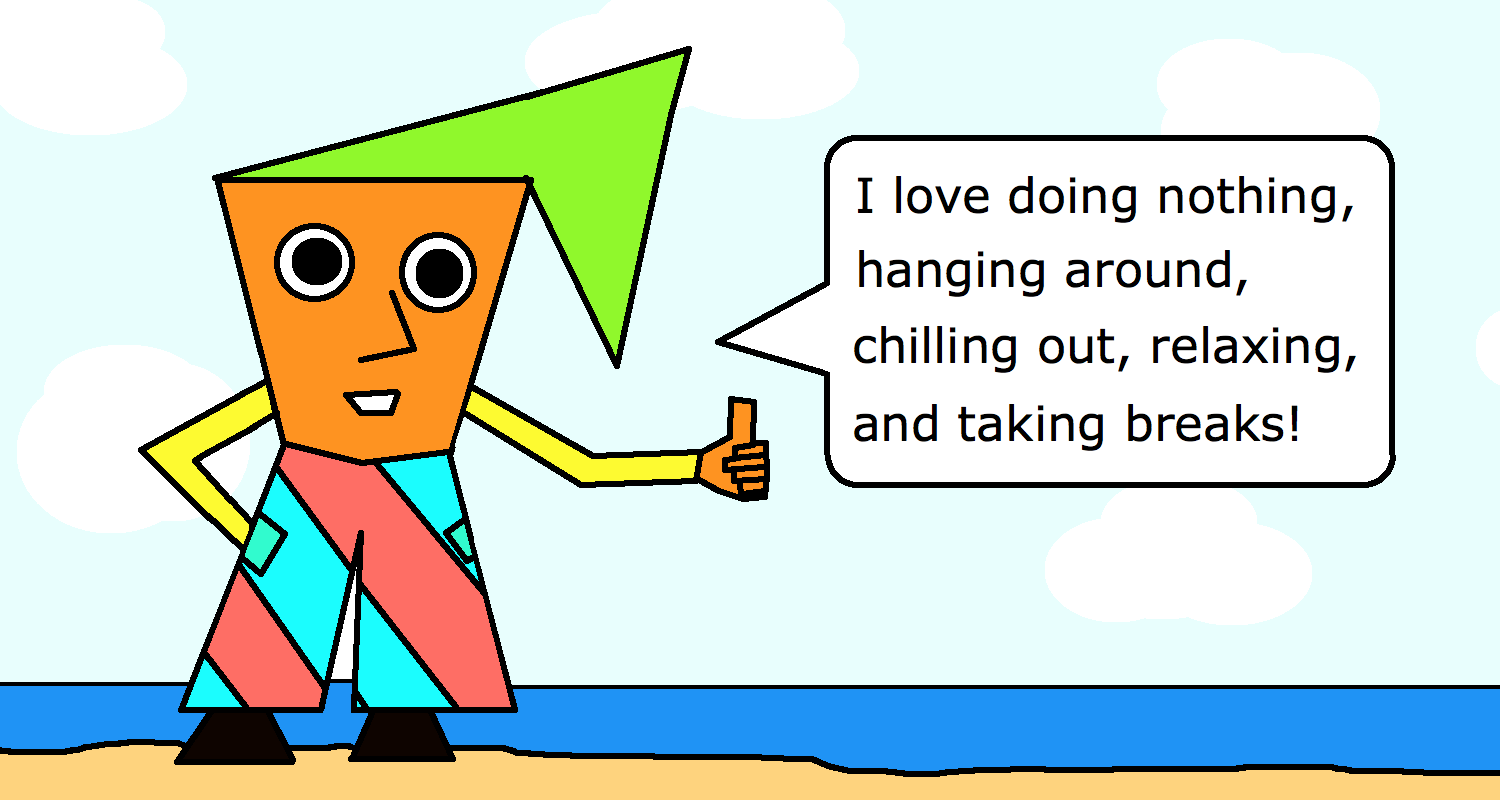 I love doing nothing,
hanging around,
chilling out, relaxing,
and taking breaks!